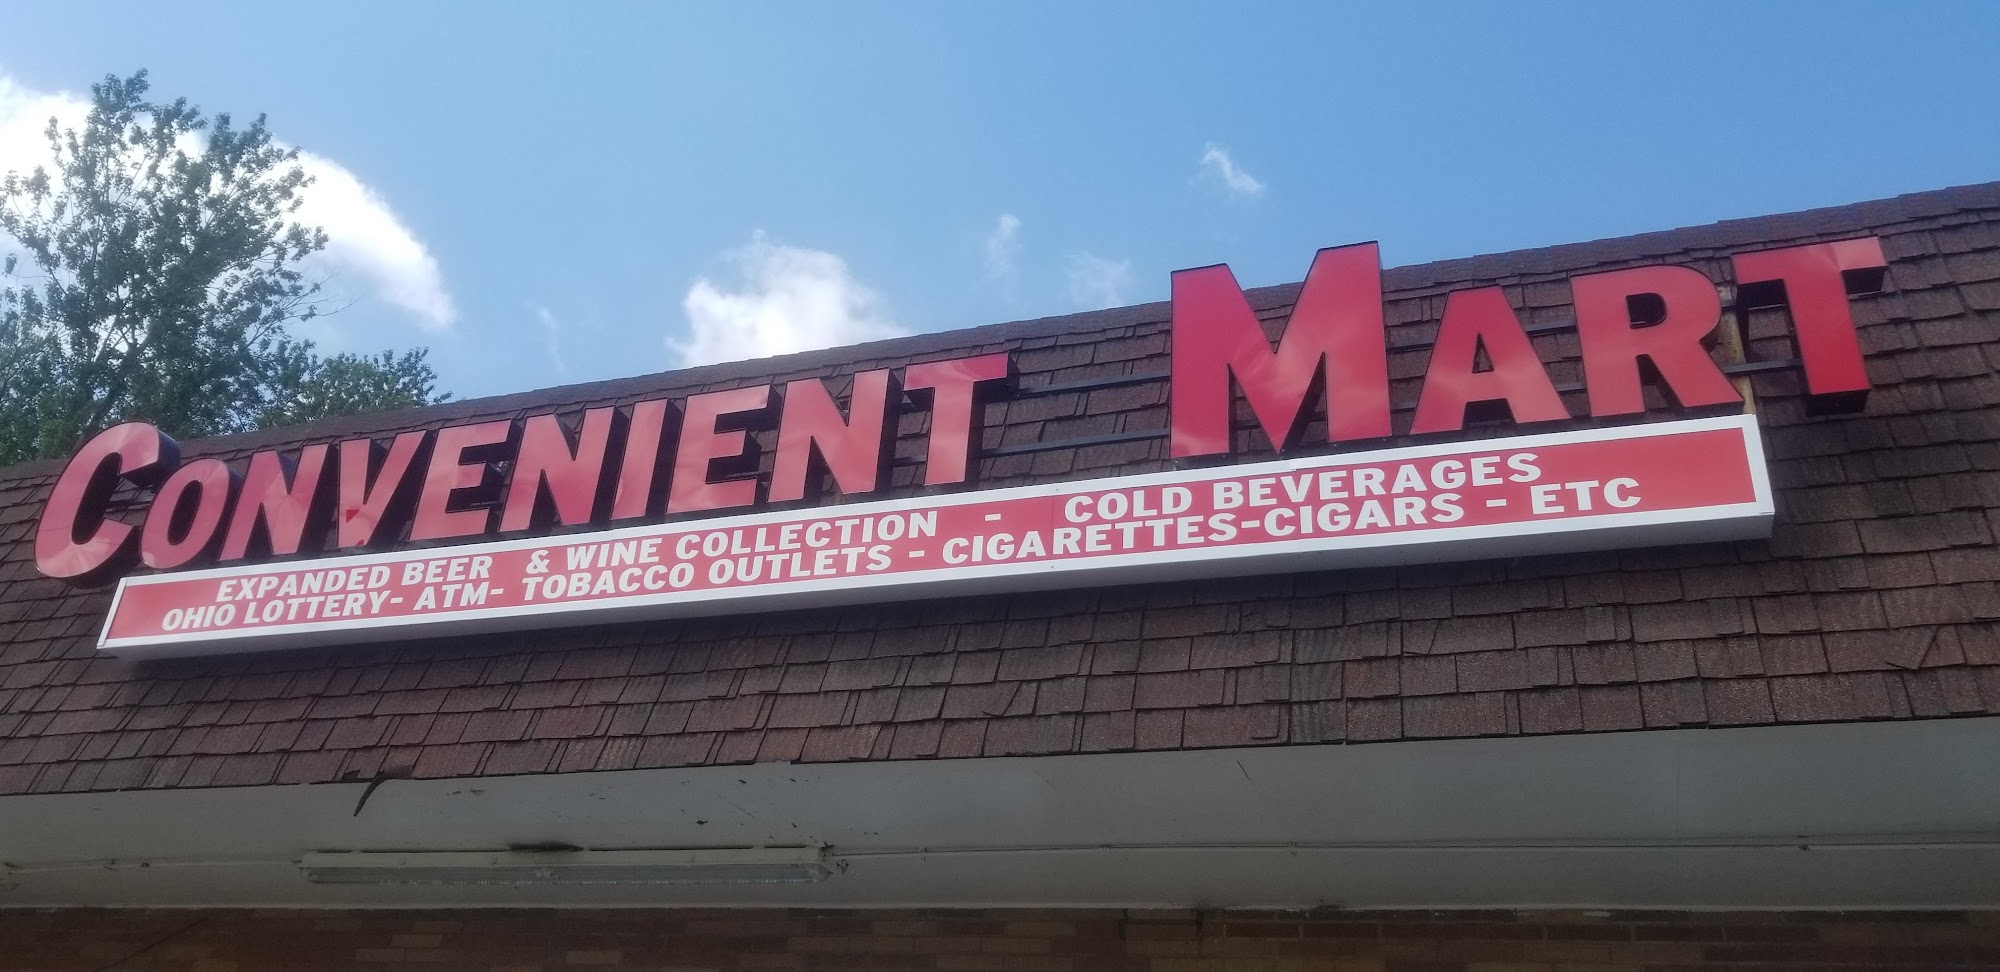 CONVENIENT MART
EXPANDED BEER & WINE COLLECTION - COLD BEVERAGES
OHIO LOTTERY- ATM- TOBACCO OUTLETS - CIGARETTES-CIGARS - ETC